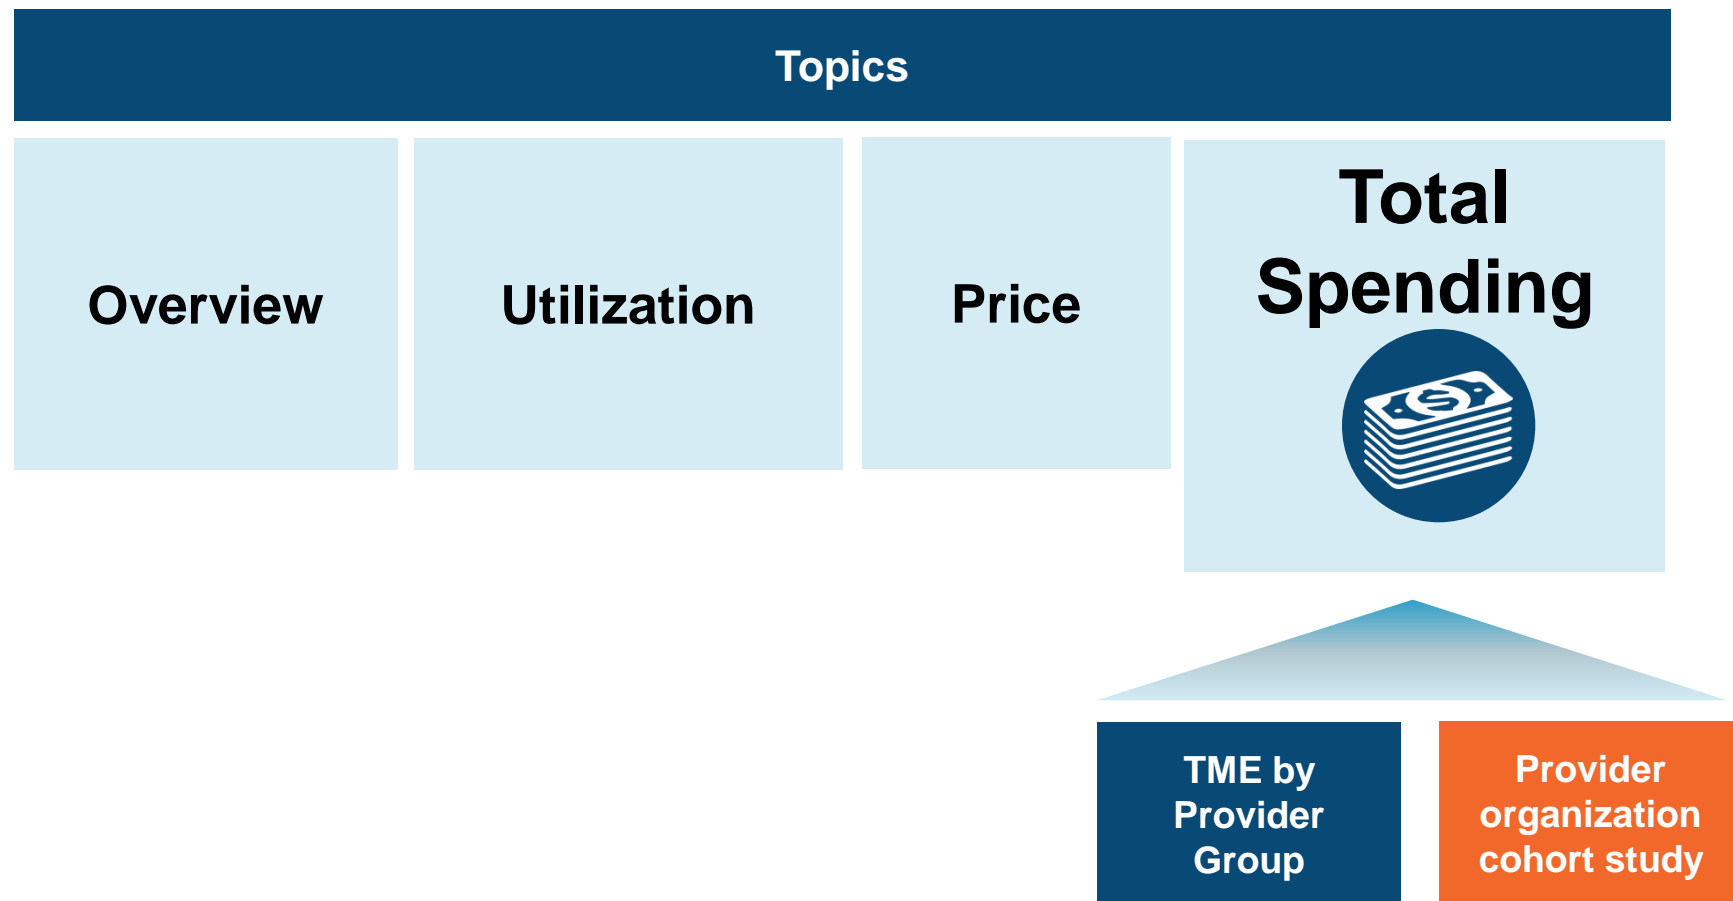 Topics
Overview
Utilization
Price
Total
Spending
$
TME by
Provider
Group
Provider
organization
cohort study